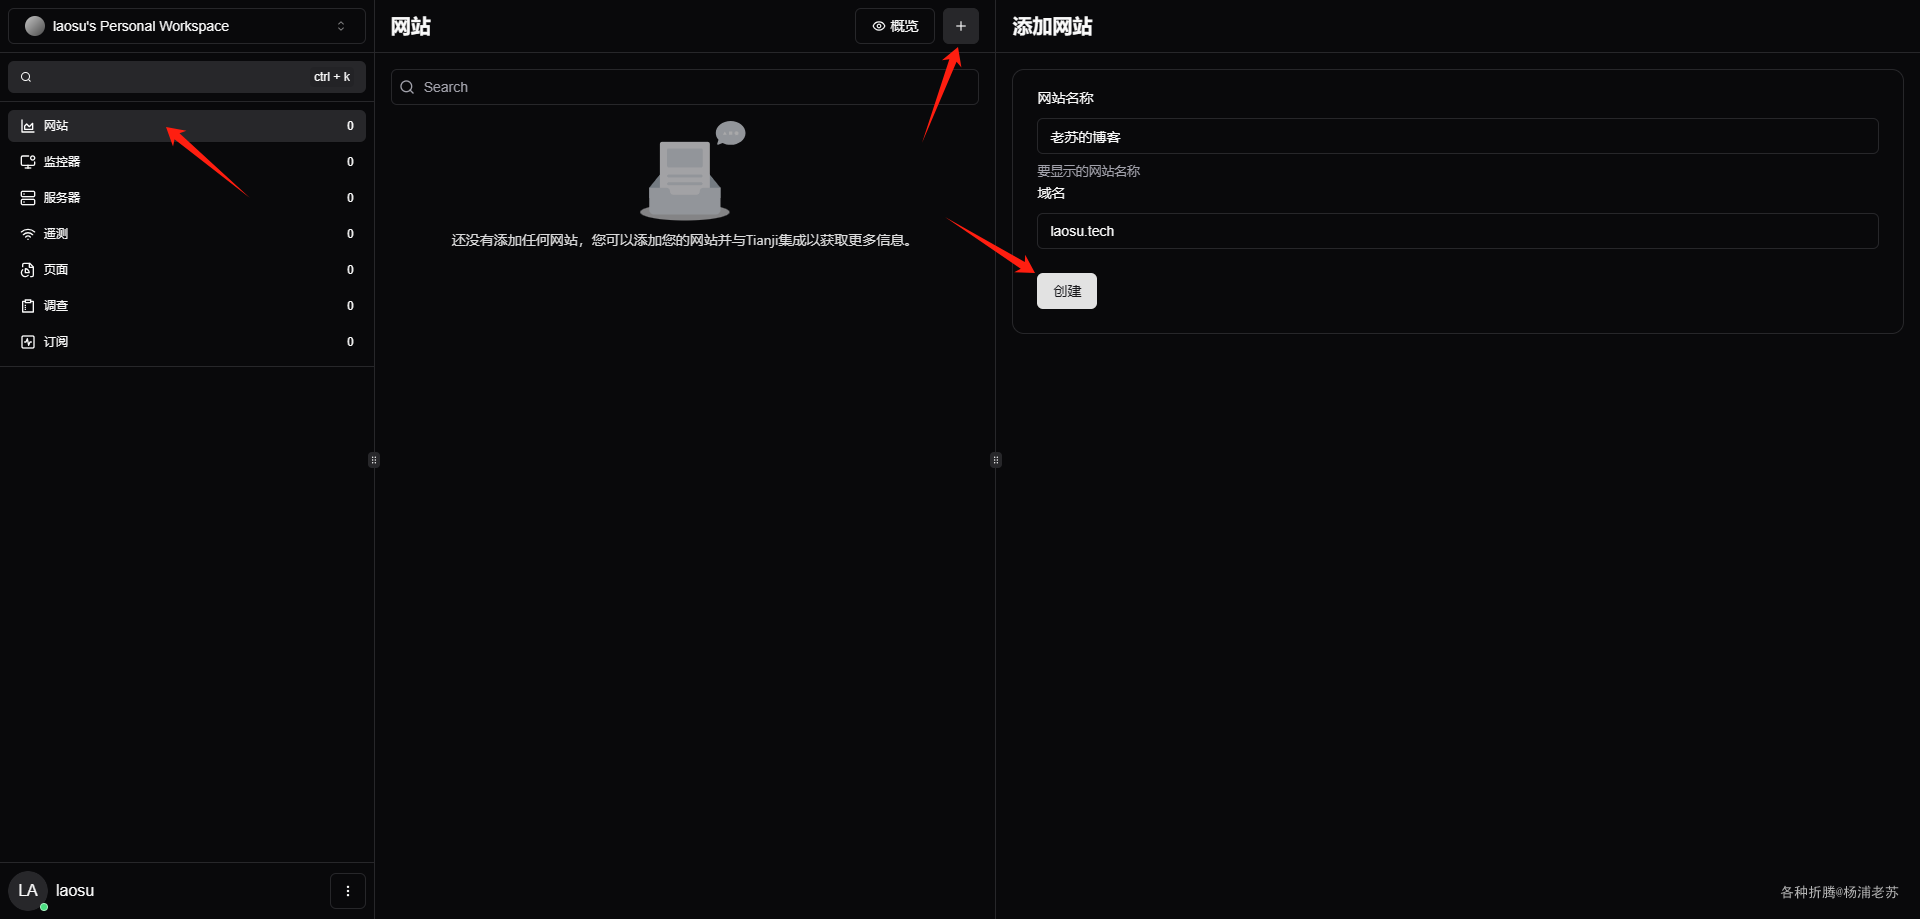 laosu's Personal Workspace
ctrl + k
网站 0
监控器 0
服务器 0
遥测 0
页面 0
调查 0
订阅 0
LA laosu
网站
概览
Search
还没有添加任何网站，您可以添加您的网站并与Tianji集成以获取更多信息。
添加网站
网站名称
老苏的博客
要显示的网站名称
域名
laosu.tech
创建
各种折腾@杨浦老苏